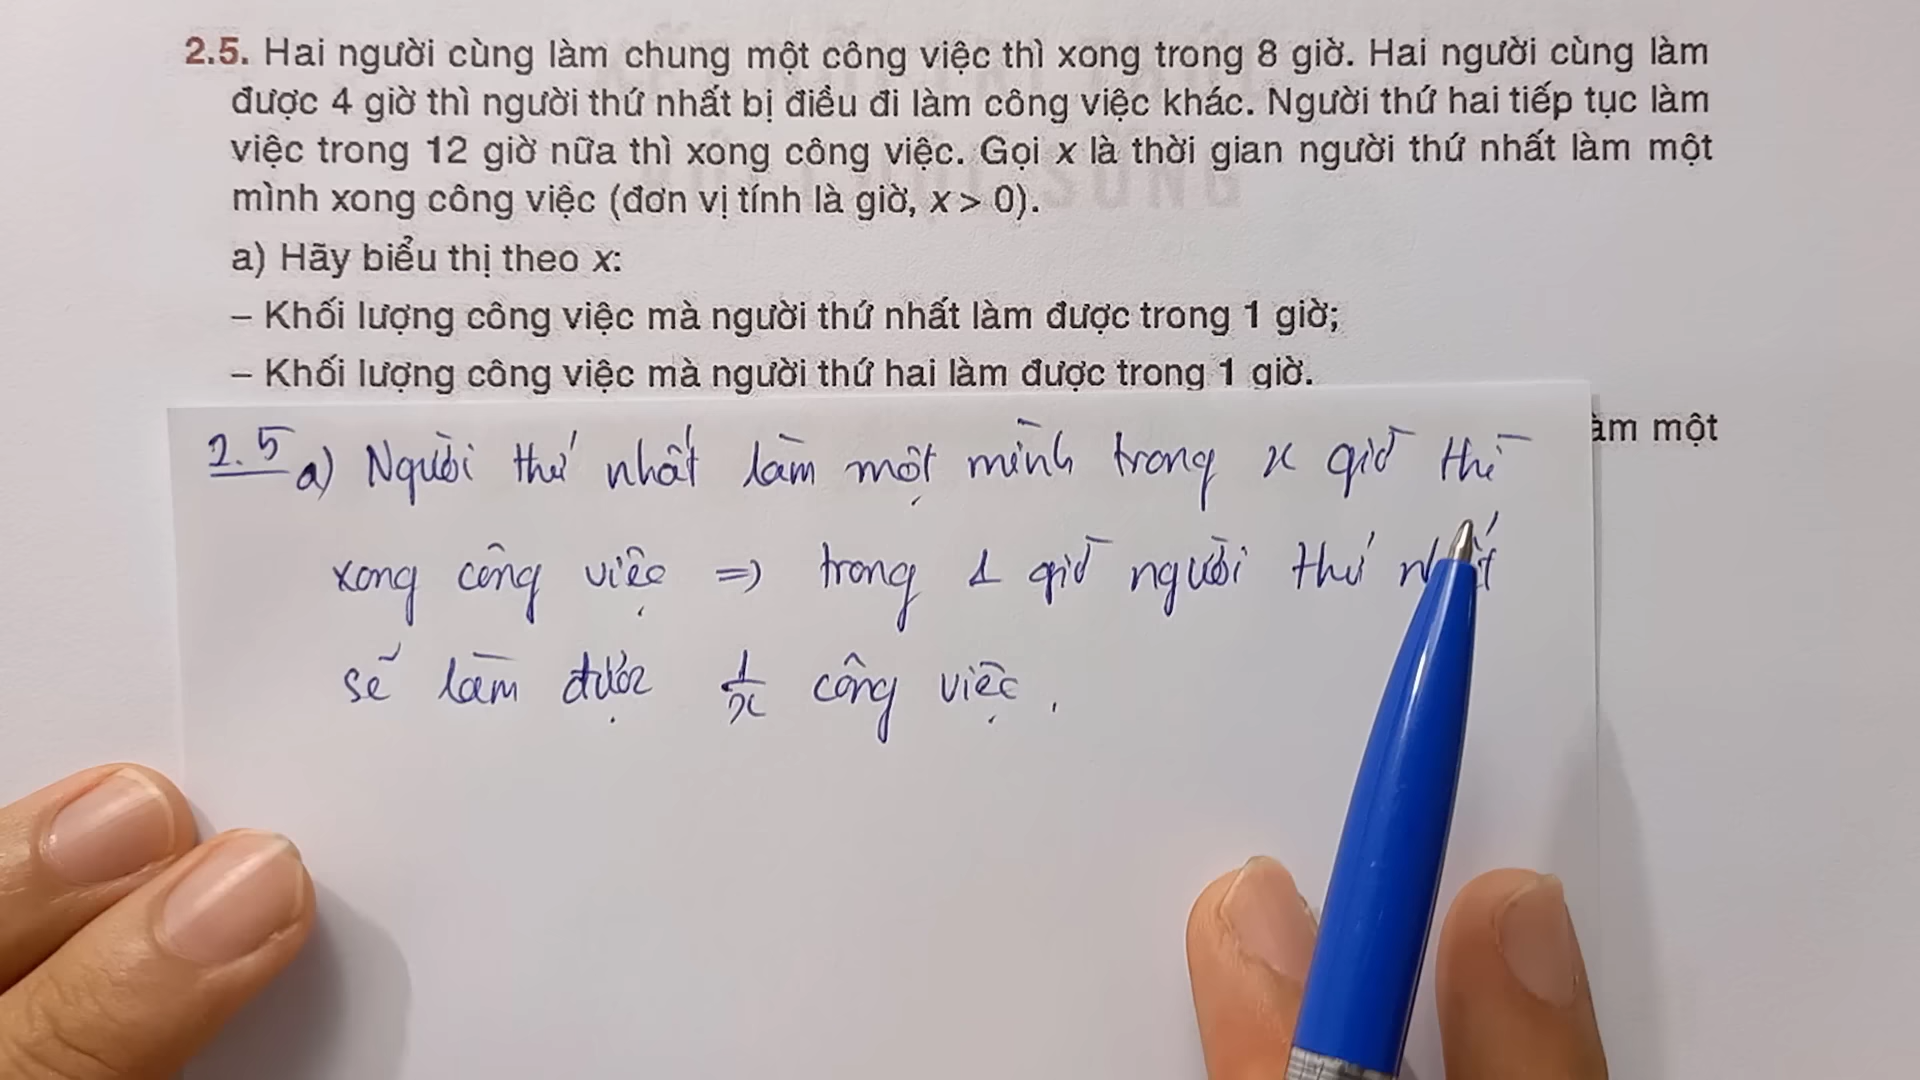 2.5. Hai người cùng làm chung một công việc thì xong trong 8 giờ. Hai người cùng làm
được 4 giờ thì người thứ nhất bị điều đi làm công việc khác. Người thứ hai tiếp tục làm
việc trong 12 giờ nữa thì xong công việc. Gọi x là thời gian người thứ nhất làm một
mình xong công việc (đơn vị tính là giờ, x > 0).
a) Hãy biểu thị theo x:
– Khối lượng công việc mà người thứ nhất làm được trong 1 giờ;
– Khối lượng công việc mà người thứ hai làm được trong 1 giờ.
làm một
2.5 a) Người thứ nhất làm một mình trong x giờ thì
xong công việc => trong 1 giờ người thứ nhất
sẽ làm được 1/x công việc.